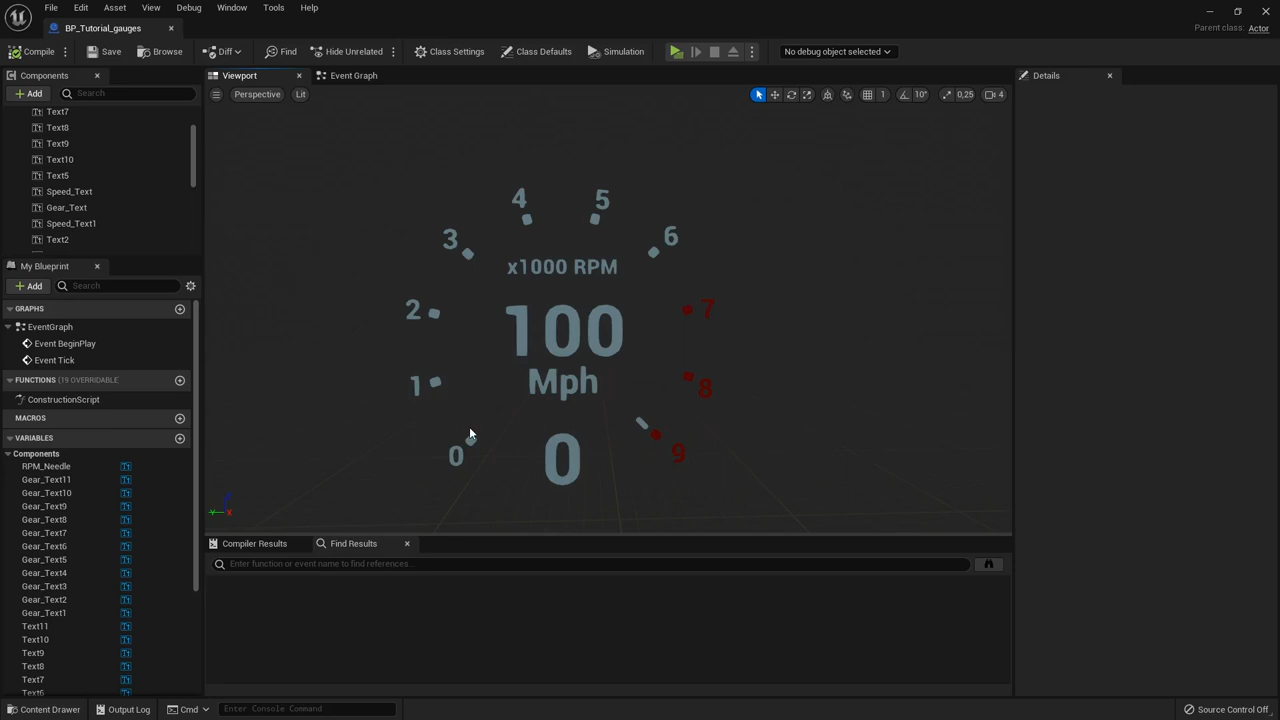 File Edit Asset View Debug Window Tools Help
BP_Tutorial_gauges
Parent class: Actor
Compile Save Browse Diff Find Hide Unrelated Class Settings Class Defaults Simulation No debug object selected
Components
Add Search
Text7
Text8
Text9
Text10
Text5
Speed_Text
Gear_Text
Speed_Text1
Text2
My Blueprint
Add Search
GRAPHS
EventGraph
Event BeginPlay
Event Tick
FUNCTIONS (19 OVERRIDABLE
ConstructionScript
MACROS
VARIABLES
Components
RPM_Needle
Gear_Text11
Gear_Text10
Gear_Text9
Gear_Text8
Gear_Text7
Gear_Text6
Gear_Text5
Gear_Text4
Gear_Text3
Gear_Text2
Gear_Text1
Text11
Text10
Text9
Text8
Text7
Text6
Viewport Event Graph
Perspective Lit
1 10° 0,25 4
4 5
3 6
x1000 RPM
2 100 7
Mph
1 8
0 0 9
Compiler Results Find Results
Enter function or event name to find references...
Details
Content Drawer Output Log Cmd Enter Console Command
Source Control Off